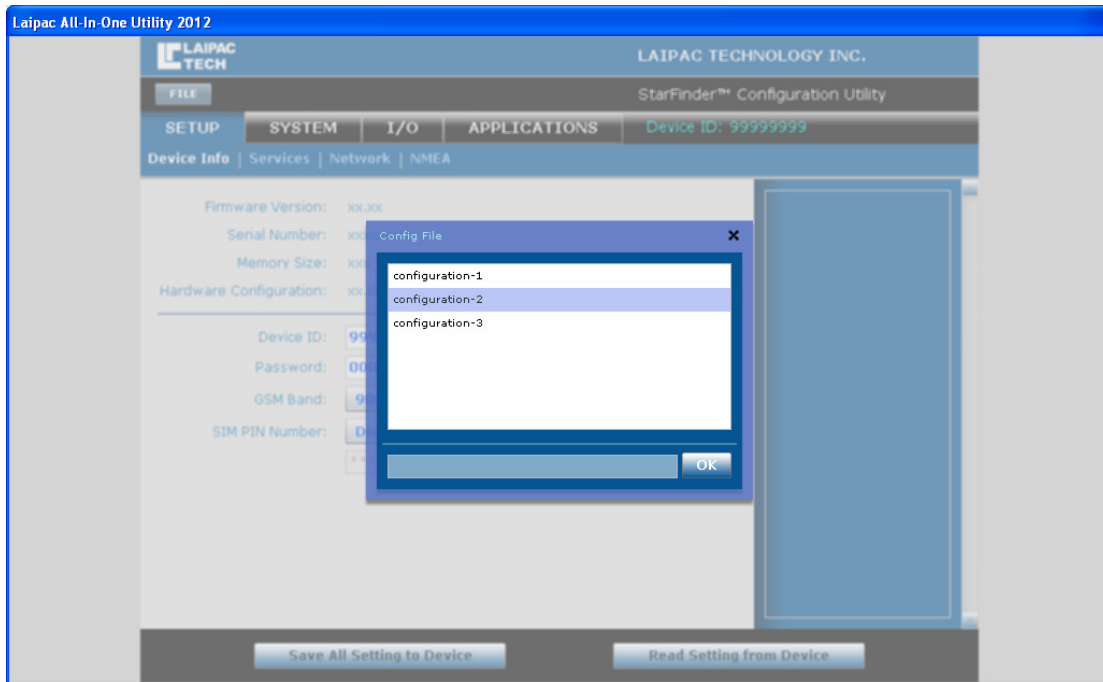 Laipac All-In-One Utility 2012
LAIPAC
TECH
LAIPAC TECHNOLOGY INC.
FILE
StarFinder™ Configuration Utility
SETUP SYSTEM I/O APPLICATIONS Device ID: 99999999
Device Info | Services | Network | NMEA
Firmware Version: xx.xx
Serial Number:
Config File
Memory Size:
configuration-1
Hardware Configuration:
configuration-2
configuration-3
Device ID:
Password:
GSM Band:
SIM PIN Number:
OK
Save All Setting to Device Read Setting from Device